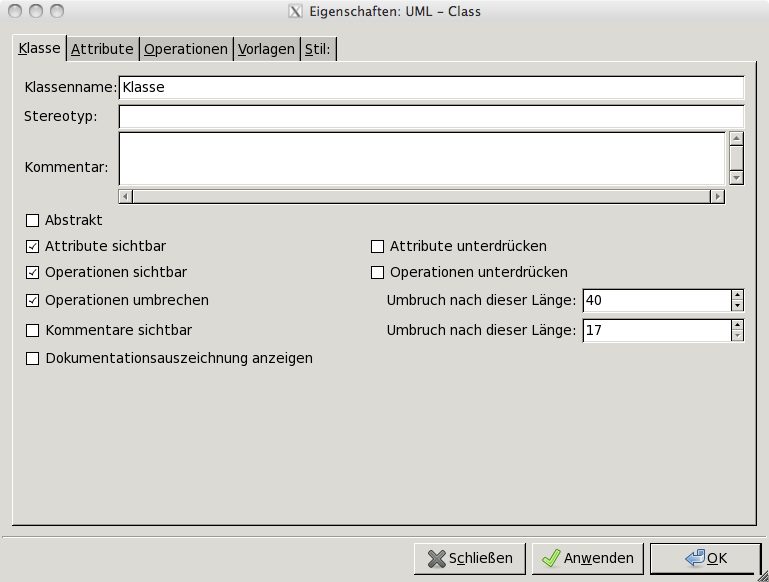 Eigenschaften: UML – Class
Klasse Attribute Operationen Vorlagen Stil:
Klassenname: Klasse
Stereotyp:
Kommentar:
Abstrakt
Attribute sichtbar Attribute unterdrücken
Operationen sichtbar Operationen unterdrücken
Operationen umbrechen Umbruch nach dieser Länge: 40
Kommentare sichtbar Umbruch nach dieser Länge: 17
Dokumentationsauszeichnung anzeigen
Schließen Anwenden OK